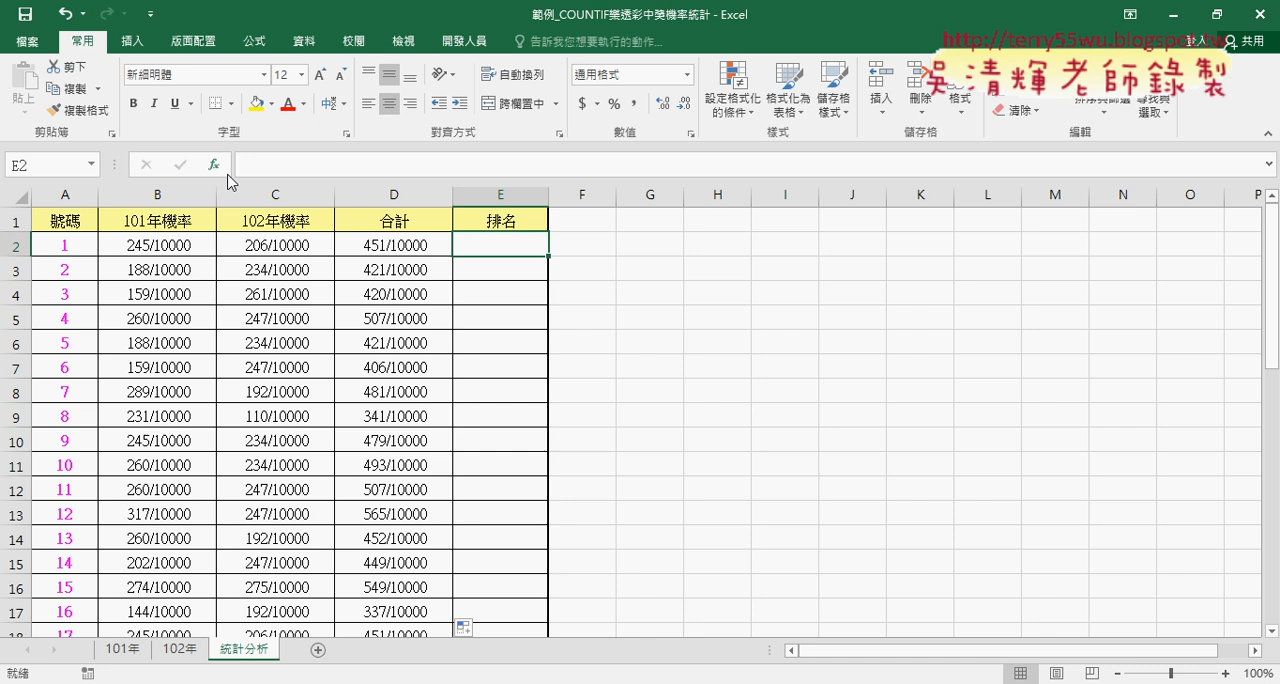 範例_COUNTIF樂透彩中獎機率統計 - Excel
檔案 常用 插入 版面配置 公式 資料 校閱 檢視 開發人員 告訴我您想要執行的動作... 登入 共用
http://terry55wu.blogspot.tw
吳清輝老師錄製
貼上 剪下 複製 複製格式 剪貼簿
新細明體 12 B I U 字型
自動換列 跨欄置中 對齊方式
通用格式 $ % , 數值
設定格式化的條件 格式化為表格 儲存格樣式 樣式
插入 刪除 格式 儲存格
清除 排序與篩選 尋找與選取 編輯
E2 fx
A B C D E F G H I J K L M N O P
1 號碼 101年機率 102年機率 合計 排名
2 1 245/10000 206/10000 451/10000
3 2 188/10000 234/10000 421/10000
4 3 159/10000 261/10000 420/10000
5 4 260/10000 247/10000 507/10000
6 5 188/10000 234/10000 421/10000
7 6 159/10000 247/10000 406/10000
8 7 289/10000 192/10000 481/10000
9 8 231/10000 110/10000 341/10000
10 9 245/10000 234/10000 479/10000
11 10 260/10000 234/10000 493/10000
12 11 260/10000 247/10000 507/10000
13 12 317/10000 247/10000 565/10000
14 13 260/10000 192/10000 452/10000
15 14 202/10000 247/10000 449/10000
16 15 274/10000 275/10000 549/10000
17 16 144/10000 192/10000 337/10000
18 17 245/10000 206/10000 451/10000
101年 102年 統計分析
就緒 100%